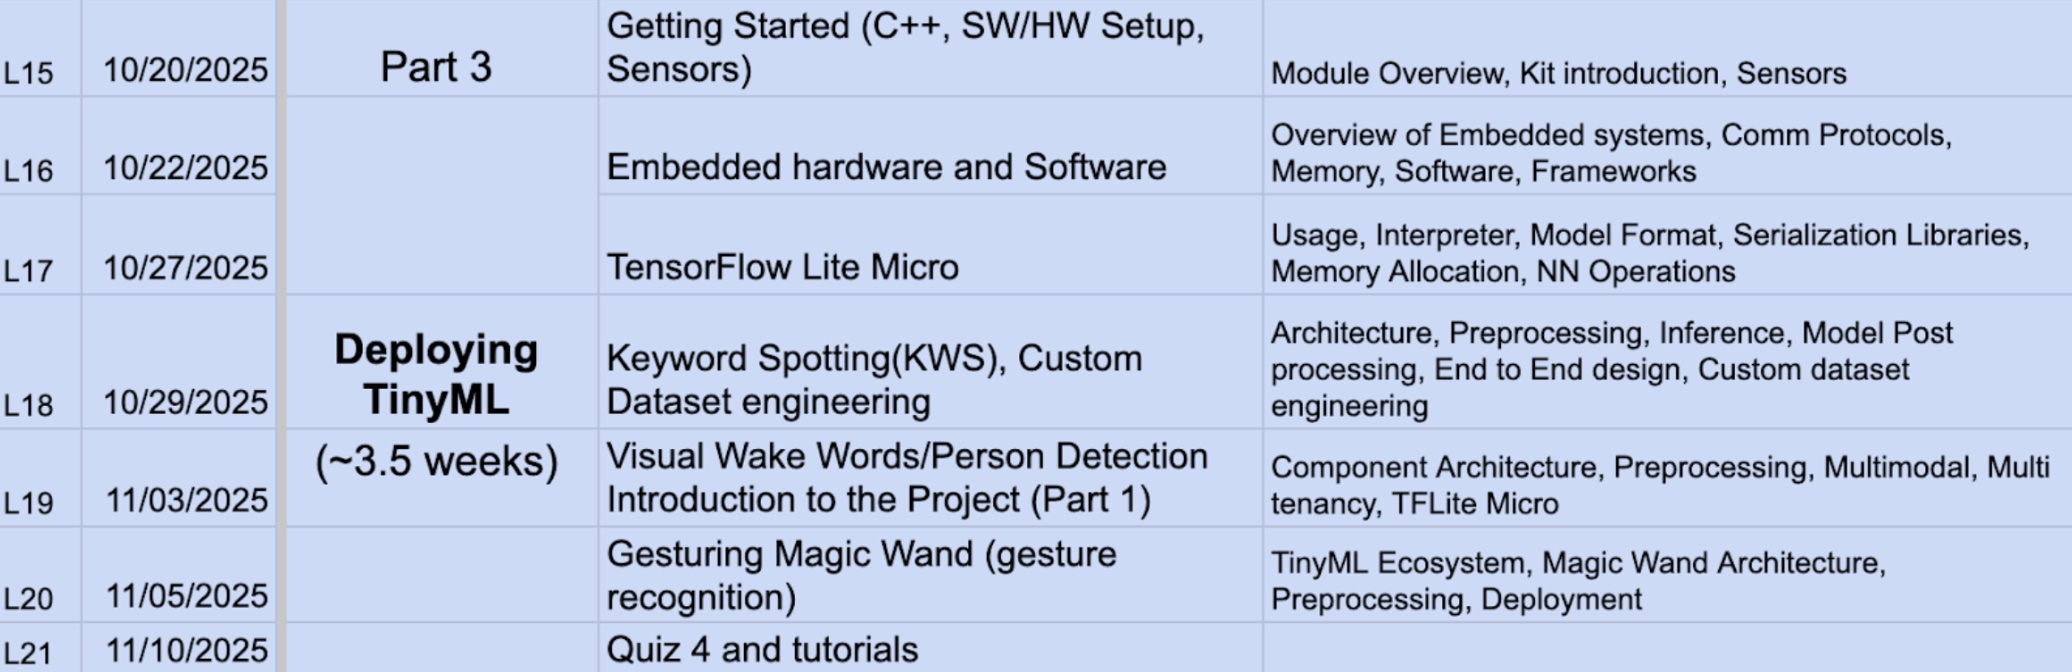 L15 10/20/2025 Part 3 Getting Started (C++, SW/HW Setup,
Sensors) Module Overview, Kit introduction, Sensors
L16 10/22/2025 Embedded hardware and Software Overview of Embedded systems, Comm Protocols,
Memory, Software, Frameworks
L17 10/27/2025 TensorFlow Lite Micro Usage, Interpreter, Model Format, Serialization Libraries,
Memory Allocation, NN Operations
L18 10/29/2025 Deploying
TinyML
Keyword Spotting(KWS), Custom
Dataset engineering
Architecture, Preprocessing, Inference, Model Post
processing, End to End design, Custom dataset
engineering
L19 11/03/2025 (~3.5 weeks) Visual Wake Words/Person Detection
Introduction to the Project (Part 1)
Component Architecture, Preprocessing, Multimodal, Multi
tenancy, TFLite Micro
L20 11/05/2025 Gesturing Magic Wand (gesture
recognition)
TinyML Ecosystem, Magic Wand Architecture,
Preprocessing, Deployment
L21 11/10/2025 Quiz 4 and tutorials